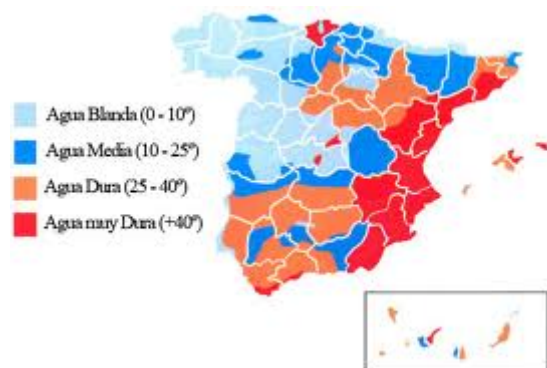 Agua Blanda (0 - 10º)
Agua Media (10 - 25º)
Agua Dura (25 - 40º)
Agua muy Dura (+40º)